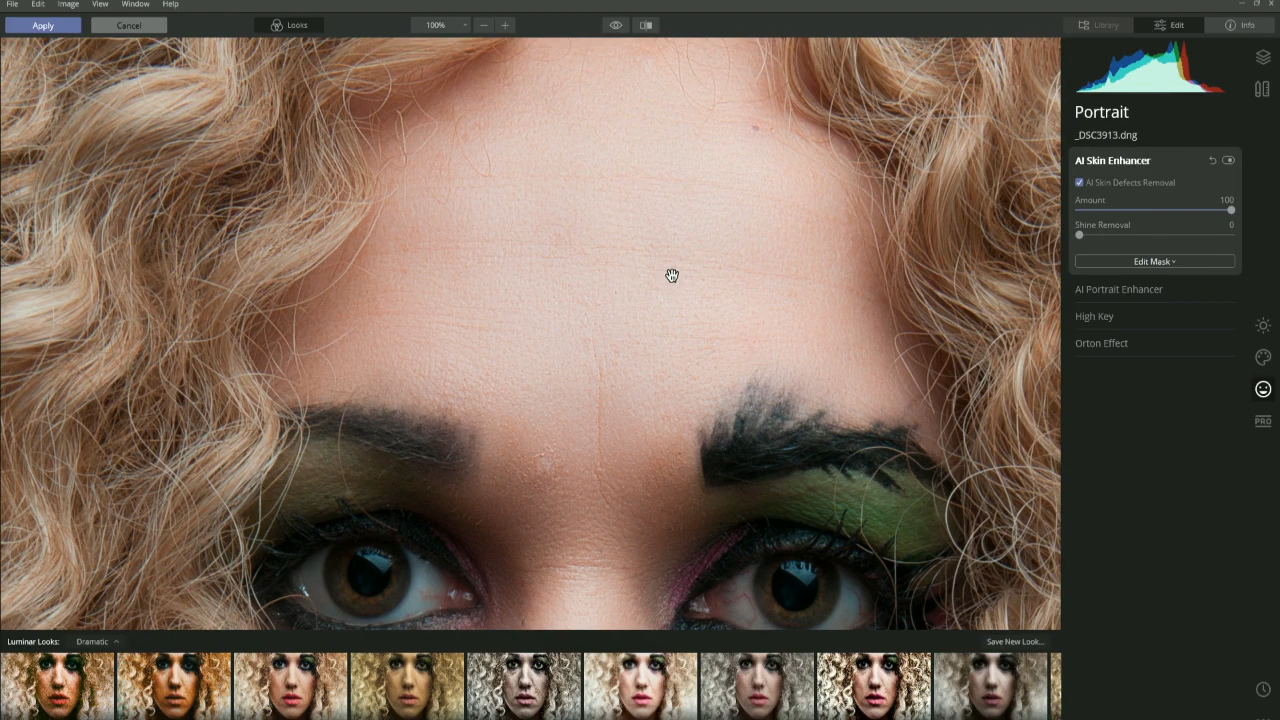 File Edit Image View Window Help
Apply Cancel Looks 100% Library Edit Info
Portrait
_DSC3913.dng
AI Skin Enhancer
AI Skin Defects Removal
Amount 100
Shine Removal 0
Edit Mask
AI Portrait Enhancer
High Key
Orton Effect
PRO
Luminar Looks: Dramatic Save New Look...